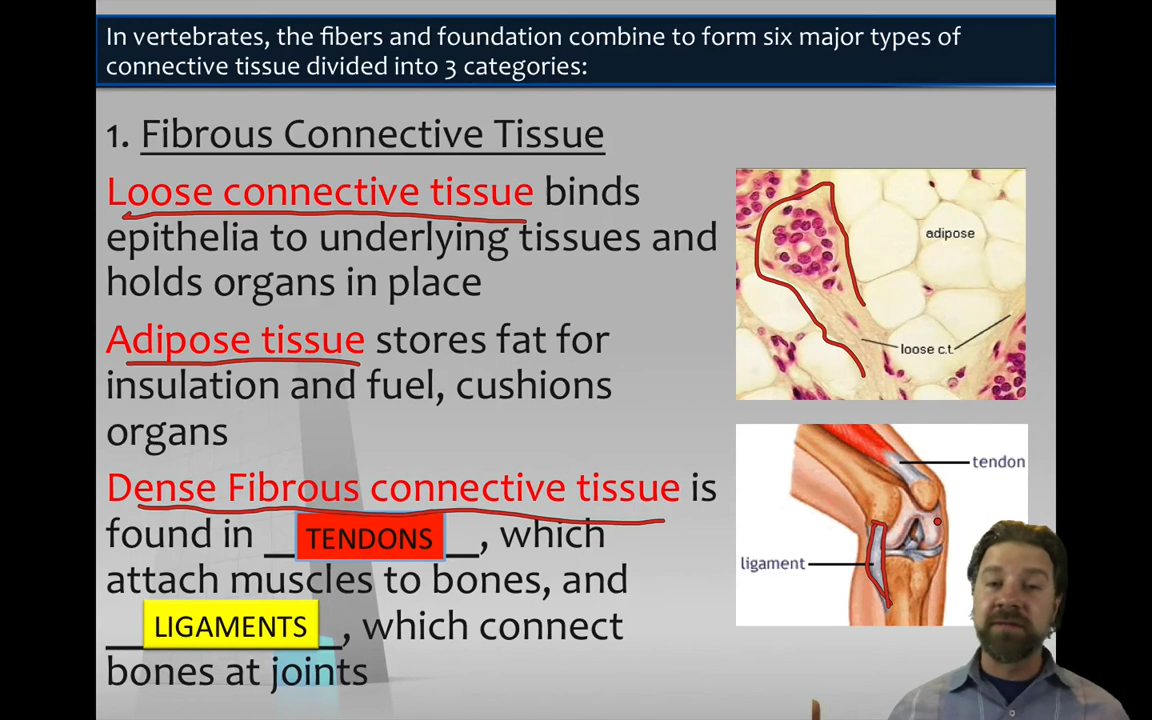 In vertebrates, the fibers and foundation combine to form six major types of
connective tissue divided into 3 categories:
1. Fibrous Connective Tissue
Loose connective tissue binds
epithelia to underlying tissues and
holds organs in place
Adipose tissue stores fat for
insulation and fuel, cushions
organs
Dense Fibrous connective tissue is
found in _TENDONS_, which
attach muscles to bones, and
_LIGAMENTS_, which connect
bones at joints
adipose
loose c.t.
tendon
ligament